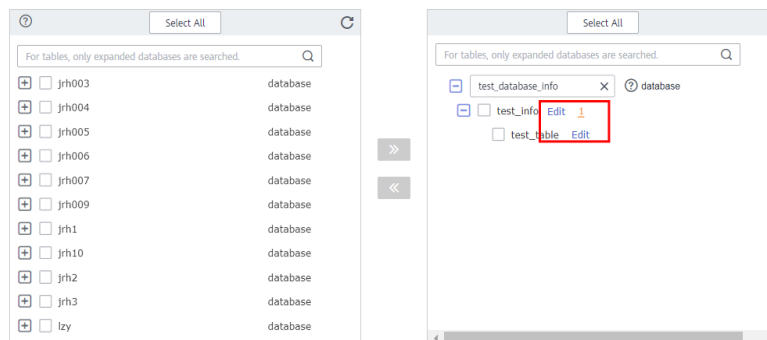 Select All
For tables, only expanded databases are searched.
jrh003 database
jrh004 database
jrh005 database
jrh006 database
jrh007 database
jrh009 database
jrh1 database
jrh10 database
jrh2 database
jrh3 database
lzy database
Select All
For tables, only expanded databases are searched.
test_database_info database
test_info Edit 1
test_table Edit